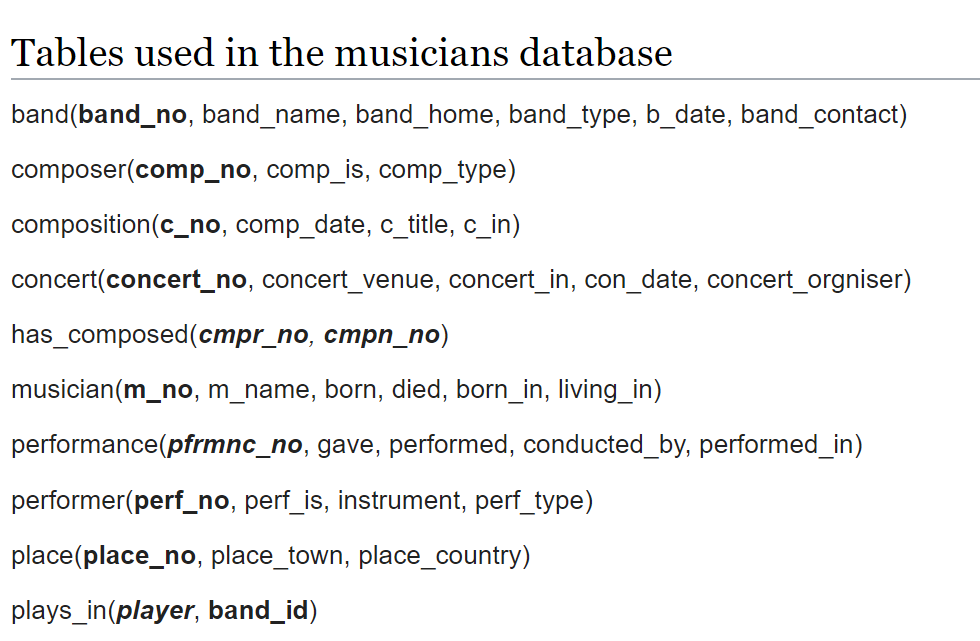 Tables used in the musicians database
band(band_no, band_name, band_home, band_type, b_date, band_contact)
composer(comp_no, comp_is, comp_type)
composition(c_no, comp_date, c_title, c_in)
concert(concert_no, concert_venue, concert_in, con_date, concert_orgniser)
has_composed(cmpr_no, cmpn_no)
musician(m_no, m_name, born, died, born_in, living_in)
performance(pfrmnc_no, gave, performed, conducted_by, performed_in)
performer(perf_no, perf_is, instrument, perf_type)
place(place_no, place_town, place_country)
plays_in(player, band_id)